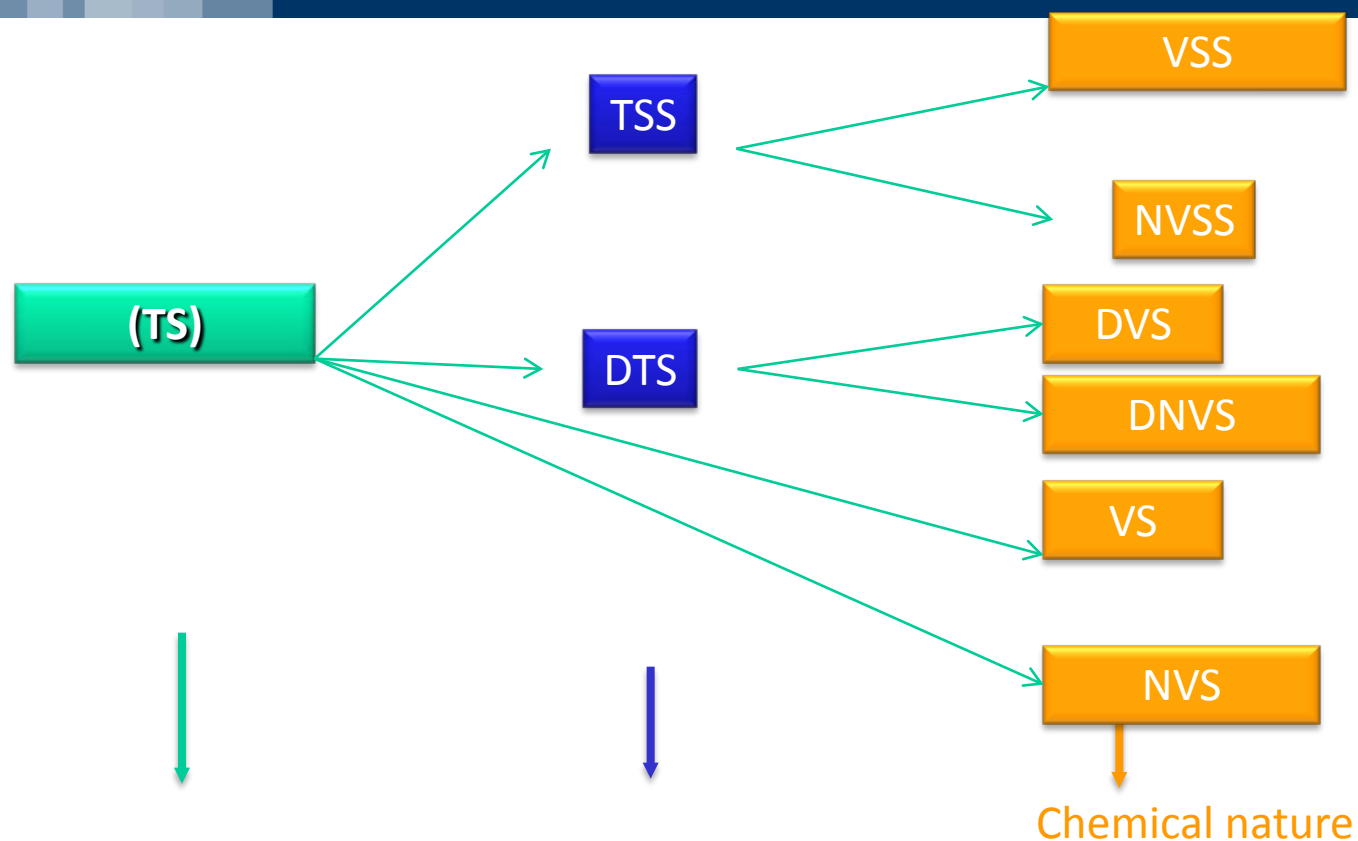 VSS
TSS
NVSS
(TS)
DVS
DTS
DNVS
VS
NVS
Chemical nature